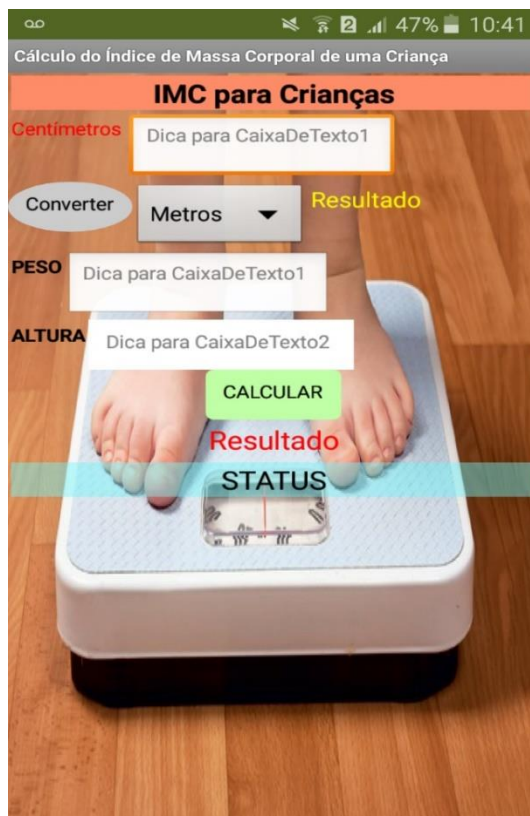 2 47% 10:41
Cálculo do Índice de Massa Corporal de uma Criança
IMC para Crianças
Centímetros Dica para CaixaDeTexto1
Converter Metros Resultado
PESO Dica para CaixaDeTexto1
ALTURA Dica para CaixaDeTexto2
CALCULAR
Resultado
STATUS